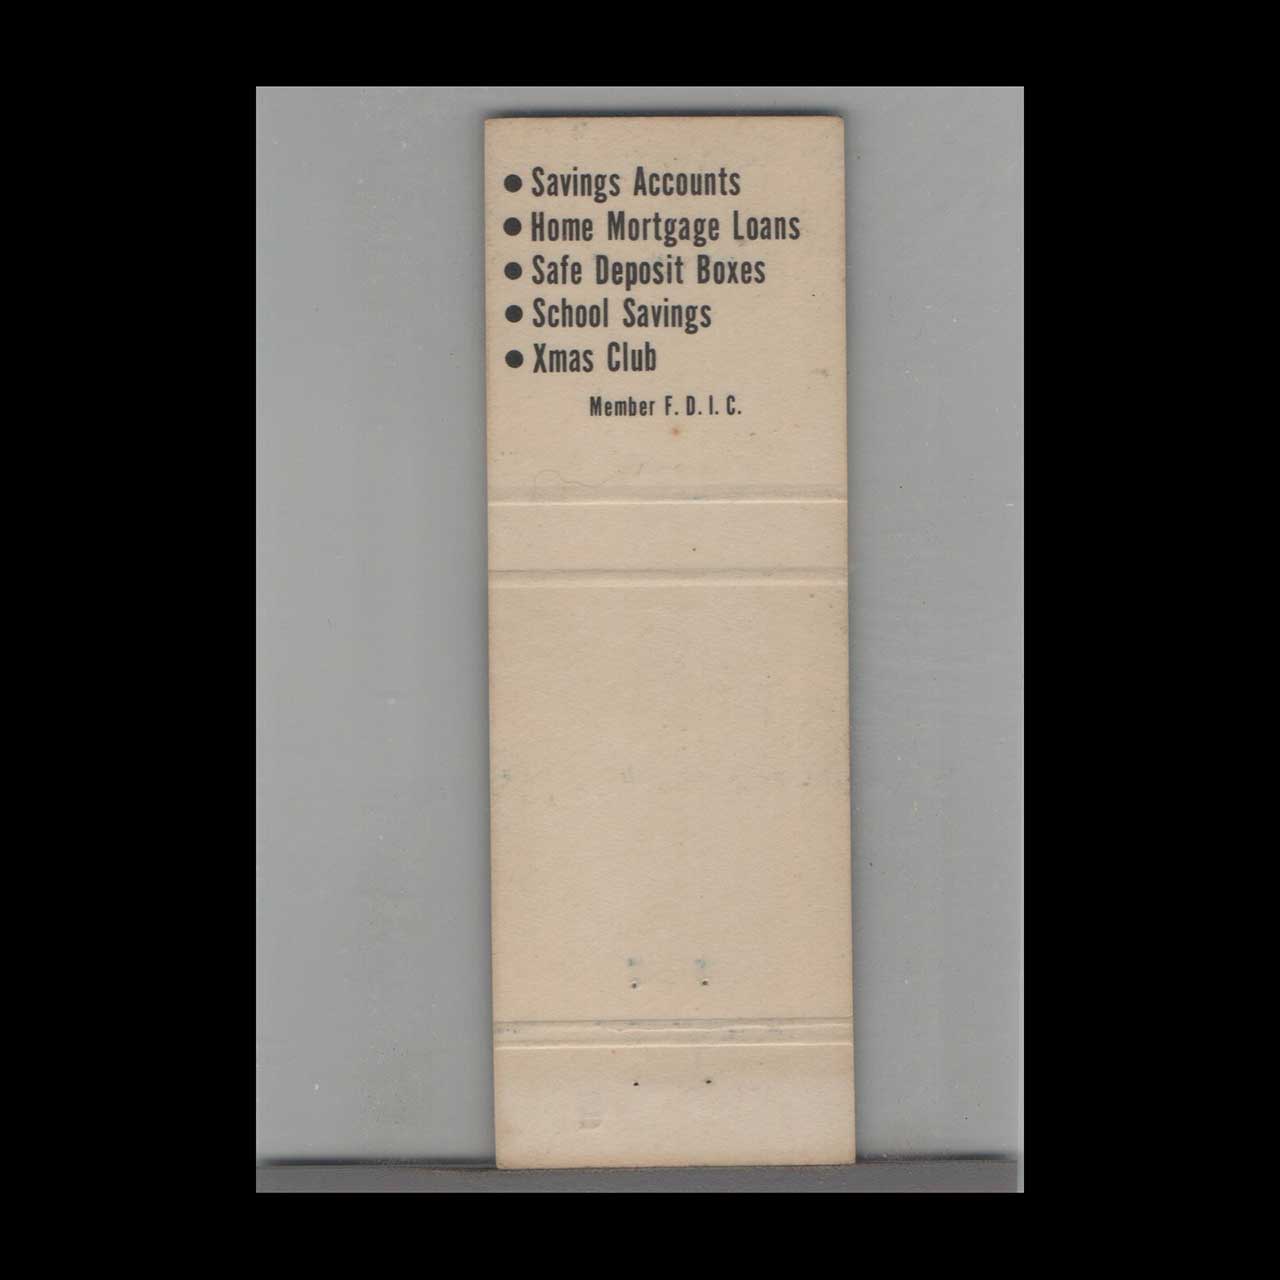 ● Savings Accounts
● Home Mortgage Loans
● Safe Deposit Boxes
● School Savings
● Xmas Club
Member F. D. I. C.